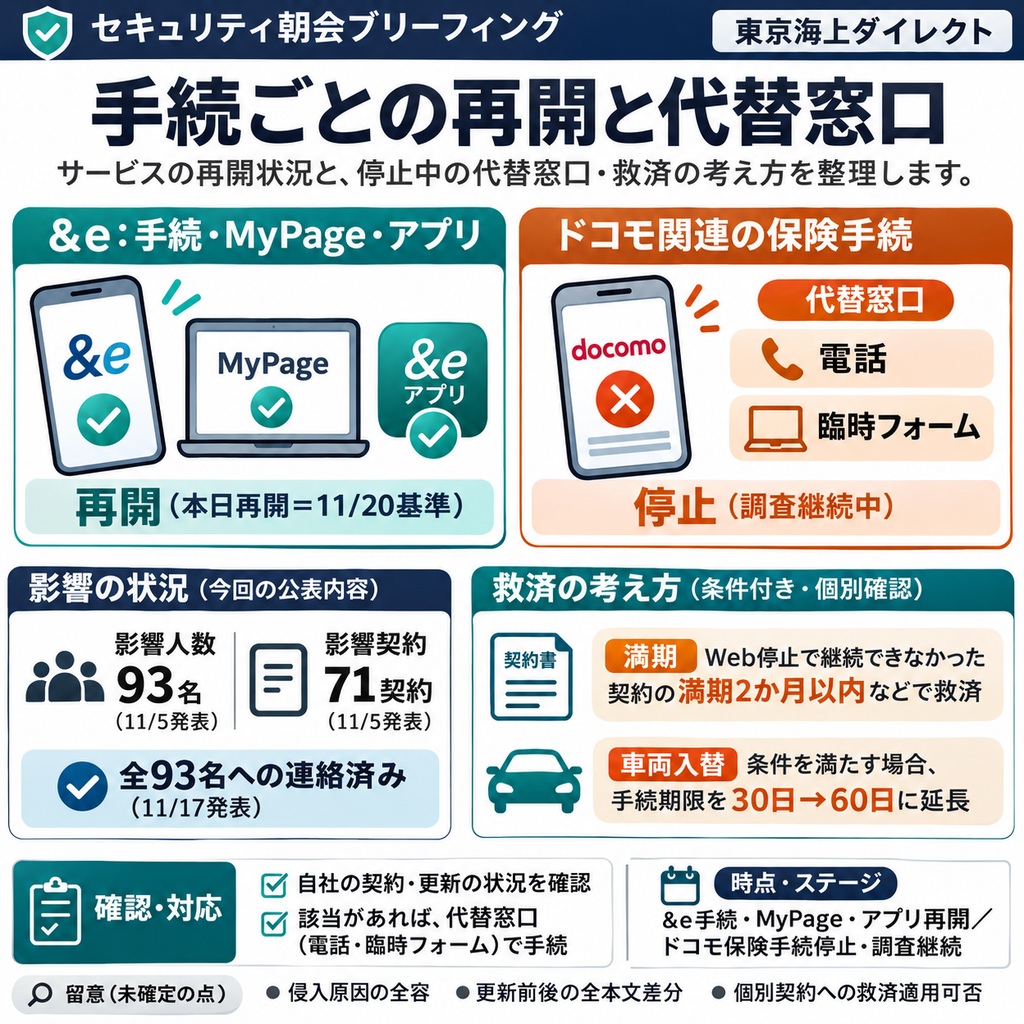 セキュリティ朝会ブリーフィング
東京海上ダイレクト
手続ごとの再開と代替窓口
サービスの再開状況と、停止中の代替窓口・救済の考え方を整理します。
&e:手続・MyPage・アプリ
&e
MyPage
&e
アプリ
再開(本日再開=11/20基準)
ドコモ関連の保険手続
docomo
代替窓口
電話
臨時フォーム
停止(調査継続中)
影響の状況(今回の公表内容)
影響人数
93名
(11/5発表)
影響契約
71契約
(11/5発表)
全93名への連絡済み
(11/17発表)
救済の考え方(条件付き・個別確認)
契約書
満期 Web停止で継続できなかった
契約の満期2か月以内などで救済
車両入替 条件を満たす場合、
手続期限を30日→60日に延長
確認・対応
自社の契約・更新の状況を確認
該当があれば、代替窓口
(電話・臨時フォーム)で手続
時点・ステージ
&e手続・MyPage・アプリ再開/
ドコモ保険手続停止・調査継続
留意(未確定の点) ●侵入原因の全容 ●更新前後の全本文差分 ●個別契約への救済適用可否